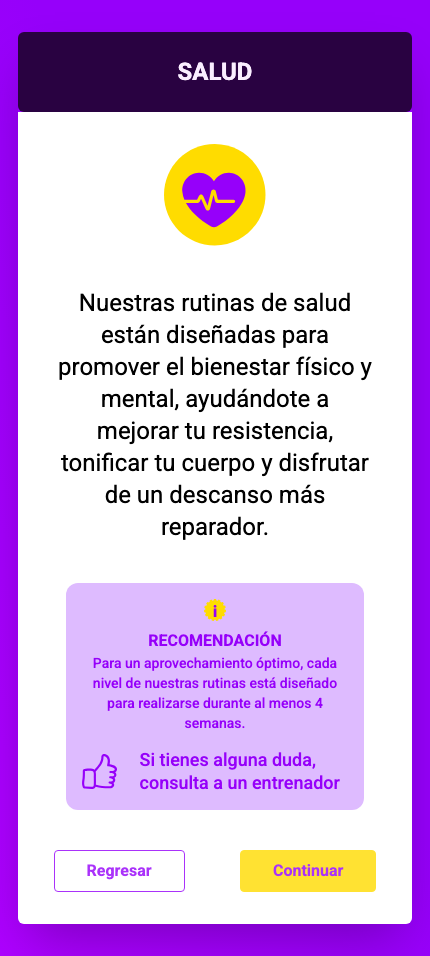 SALUD
Nuestras rutinas de salud
están diseñadas para
promover el bienestar físico y
mental, ayudándote a
mejorar tu resistencia,
tonificar tu cuerpo y disfrutar
de un descanso más
reparador.
RECOMENDACIÓN
Para un aprovechamiento óptimo, cada
nivel de nuestras rutinas está diseñado
para realizarse durante al menos 4
semanas.
Si tienes alguna duda,
consulta a un entrenador
Regresar
Continuar